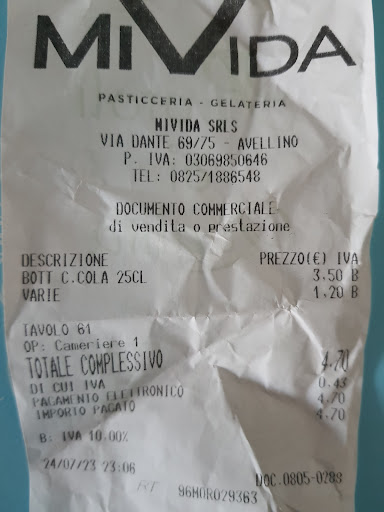 MIVIDA
PASTICCERIA - GELATERIA
MIVIDA SRLS
VIA DANTE 69/75 - AVELLINO
P. IVA: 03069850646
TEL: 0825/1886548
DOCUMENTO COMMERCIALE
di vendita o prestazione
DESCRIZIONE PREZZO(€) IVA
BOTT C.COLA 25CL 3,50 B
VARIE 1,20 B
TAVOLO 61
OP: Cameriere 1
TOTALE COMPLESSIVO 4,70
DI CUI IVA 0,43
PAGAMENTO ELETTRONICO 4,70
IMPORTO PAGATO 4,70
B: IVA 10.00%
24/07/23 23:06 DOC.0805-0288
RT 96MOR029363